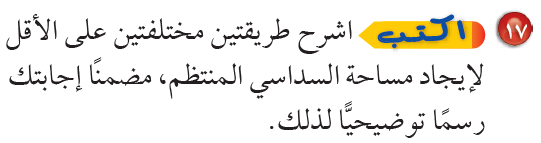 ١٧ اكتب اشرح طريقتين مختلفتين على الأقل
لإيجاد مساحة السداسي المنتظم، مضمنًا إجابتك
رسمًا توضيحيًّا لذلك.